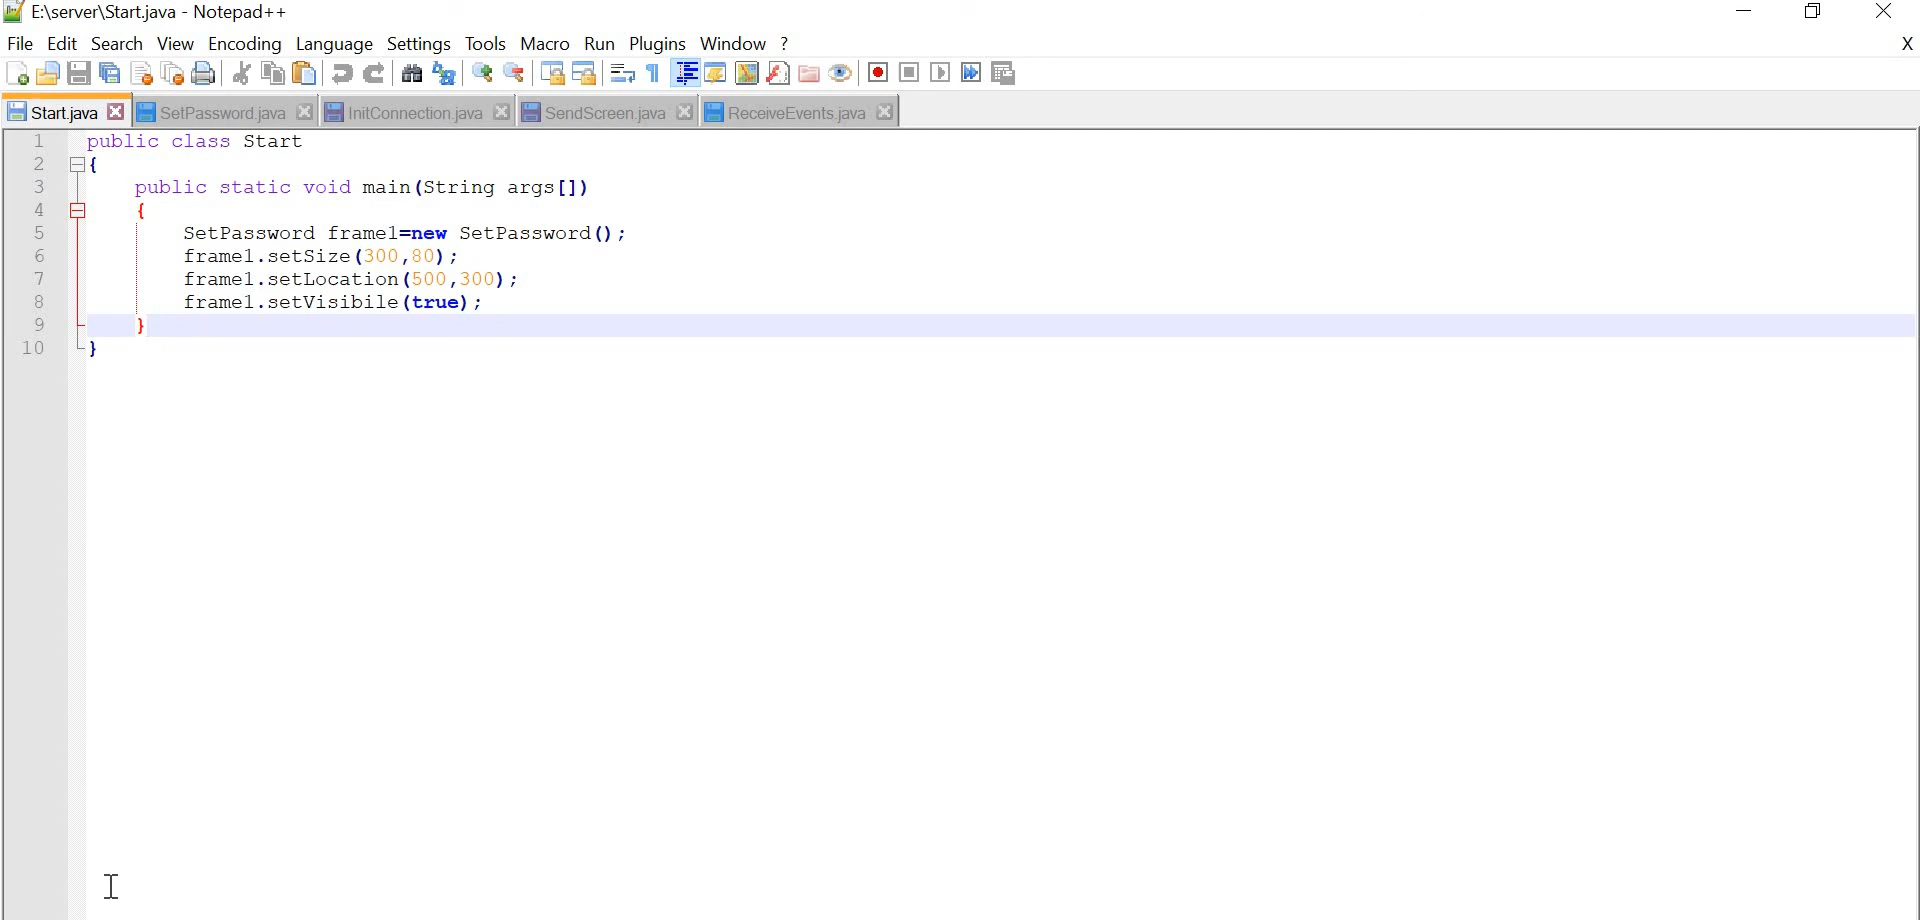 E:\server\Start.java - Notepad++
File Edit Search View Encoding Language Settings Tools Macro Run Plugins Window ? X
Start.java SetPassword.java InitConnection.java SendScreen.java ReceiveEvents.java
1 public class Start
2 {
3 public static void main(String args[])
4 {
5 SetPassword frame1=new SetPassword();
6 frame1.setSize(300,80);
7 frame1.setLocation(500,300);
8 frame1.setVisibile(true);
9 }
10 }